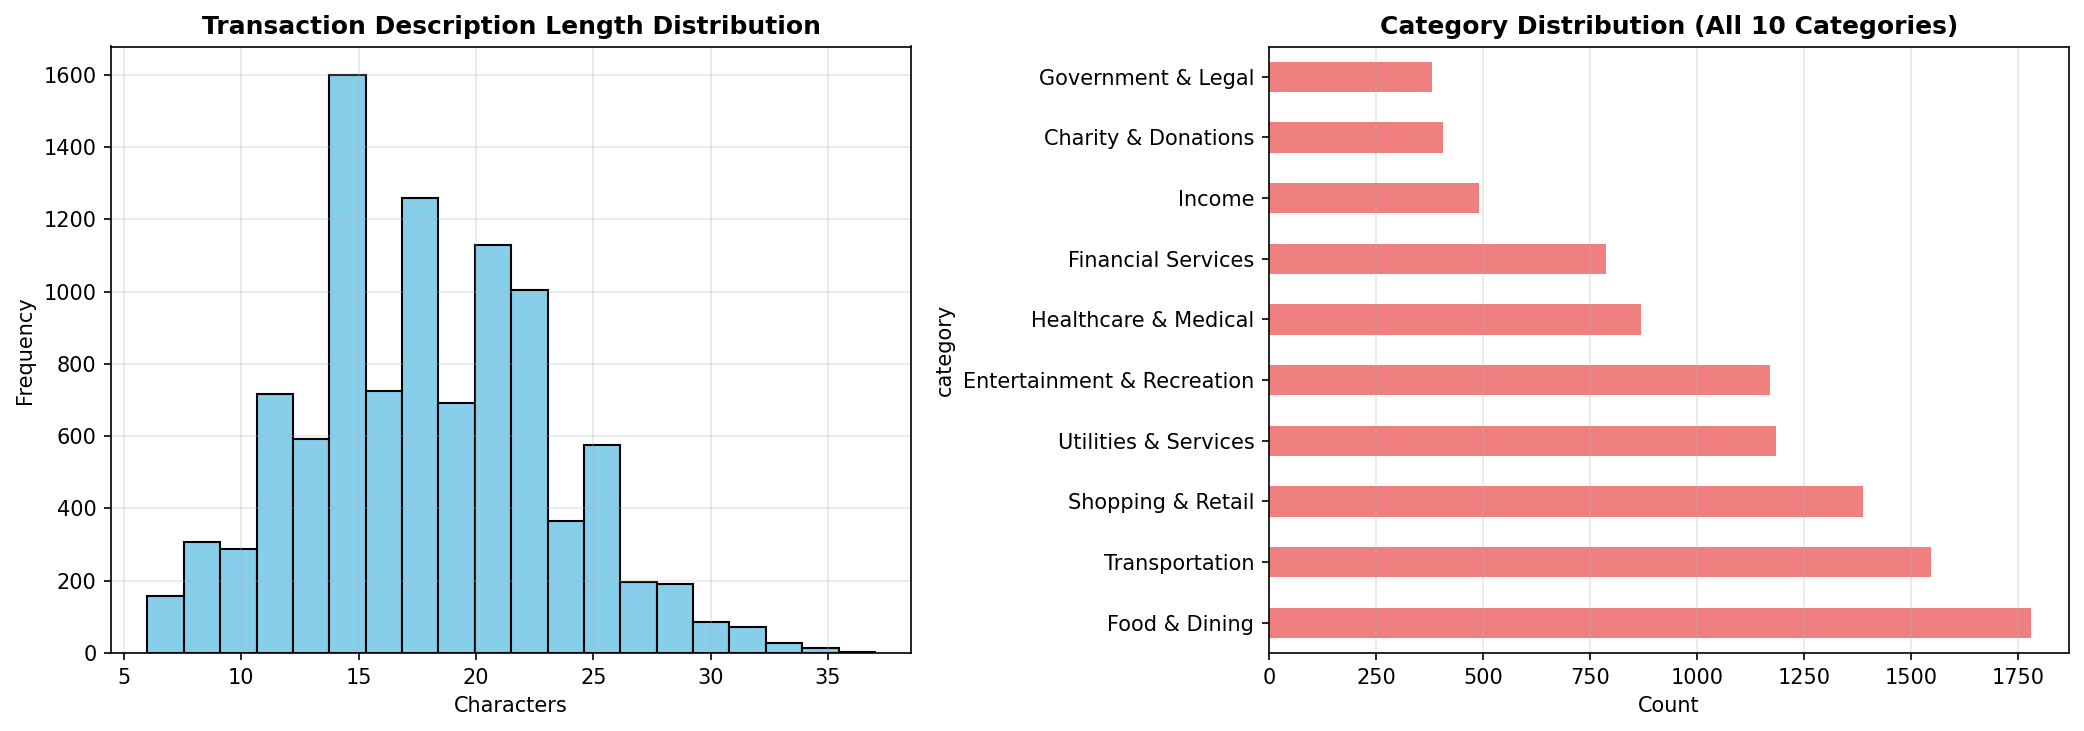 Transaction Description Length Distribution
1600
1400
1200
1000
800
600
400
200
0
Frequency
5 10 15 20 25 30 35
Characters
Category Distribution (All 10 Categories)
category
Government & Legal
Charity & Donations
Income
Financial Services
Healthcare & Medical
Entertainment & Recreation
Utilities & Services
Shopping & Retail
Transportation
Food & Dining
0 250 500 750 1000 1250 1500 1750
Count